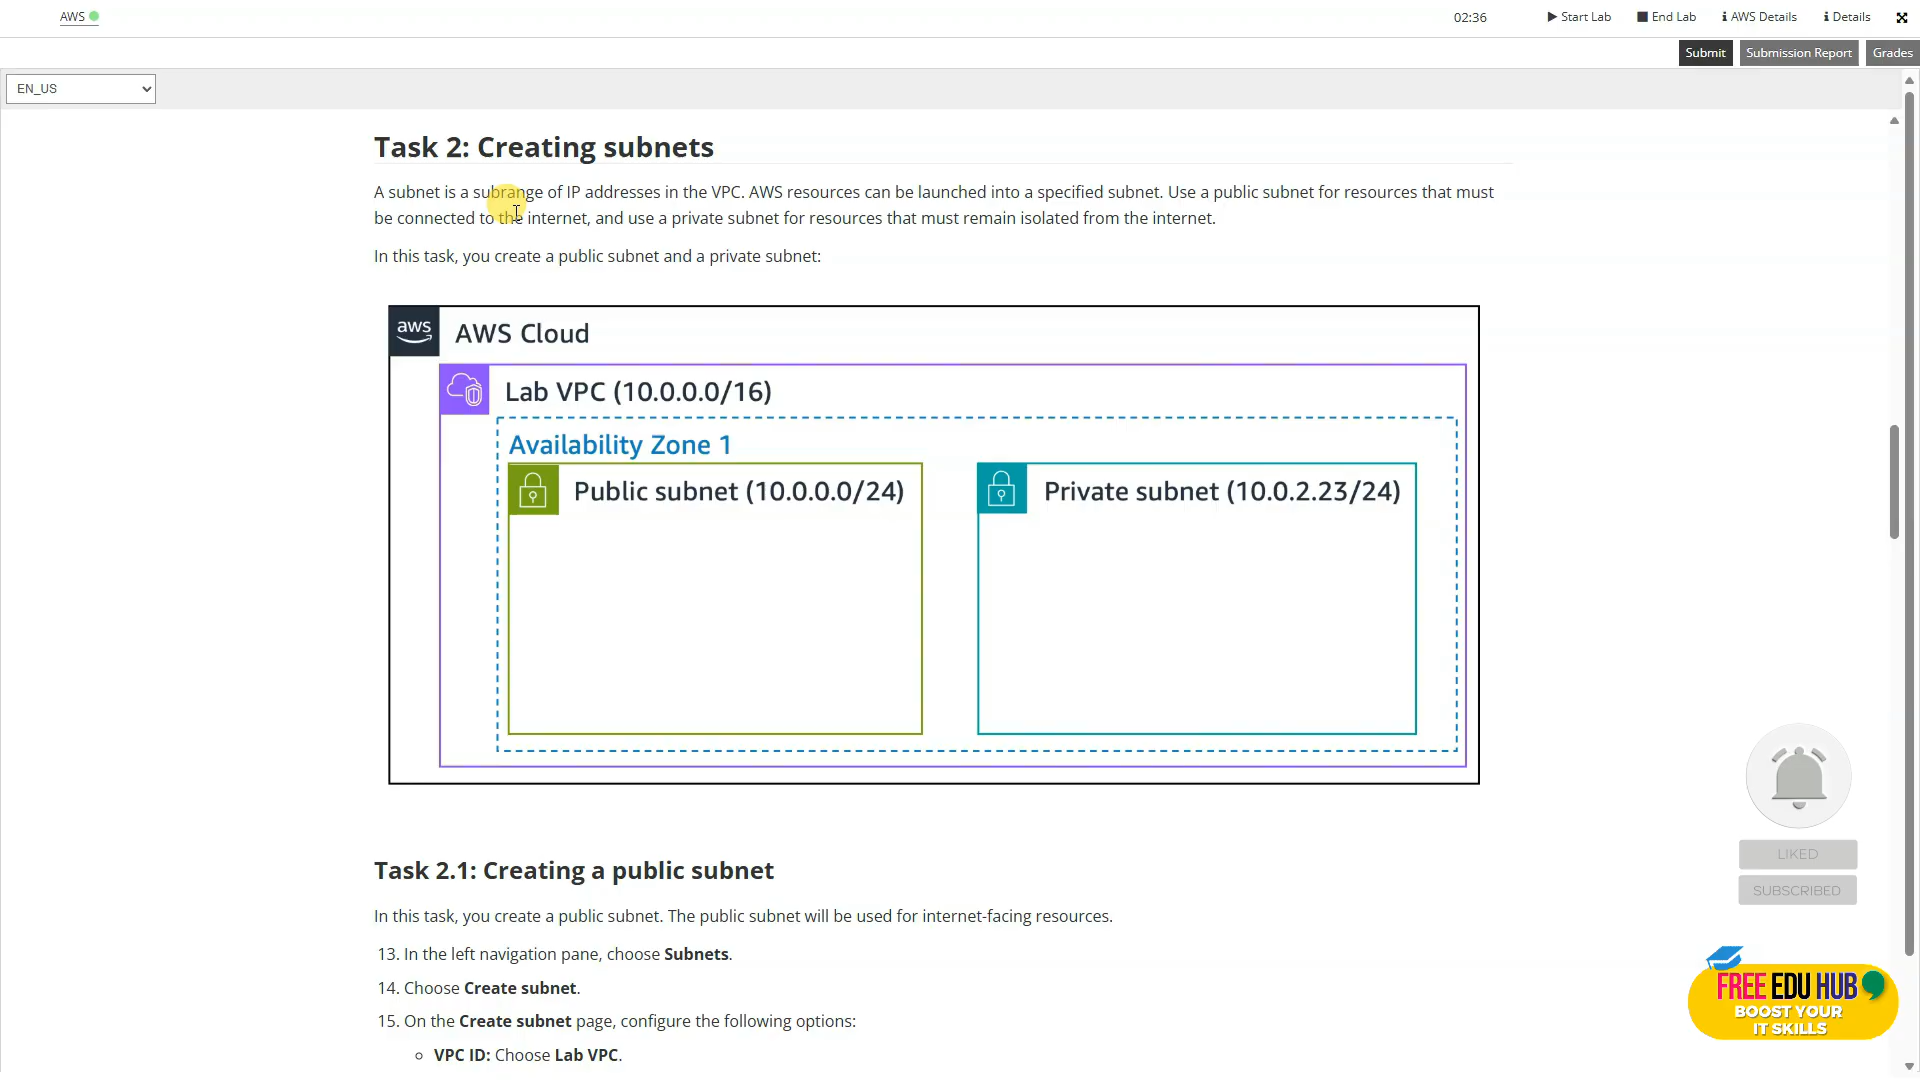 AWS
02:36
Start Lab
End Lab
AWS Details
Details
Submit
Submission Report
Grades
EN_US
Task 2: Creating subnets
A subnet is a subrange of IP addresses in the VPC. AWS resources can be launched into a specified subnet. Use a public subnet for resources that must
be connected to the internet, and use a private subnet for resources that must remain isolated from the internet.
In this task, you create a public subnet and a private subnet:
aws
AWS Cloud
Lab VPC (10.0.0.0/16)
Availability Zone 1
Public subnet (10.0.0.0/24)
Private subnet (10.0.2.23/24)
Task 2.1: Creating a public subnet
In this task, you create a public subnet. The public subnet will be used for internet-facing resources.
13. In the left navigation pane, choose Subnets.
14. Choose Create subnet.
15. On the Create subnet page, configure the following options:
VPC ID: Choose Lab VPC.
LIKED
SUBSCRIBED
FREE EDU HUB
BOOST YOUR
IT SKILLS